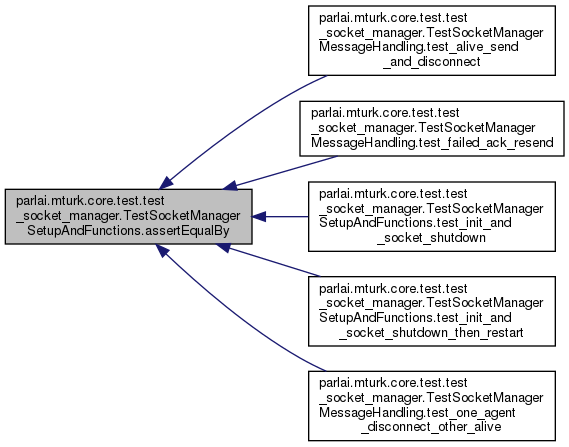 parlai.mturk.core.test.test
_socket_manager.TestSocketManager
SetupAndFunctions.assertEqualBy
parlai.mturk.core.test.test
_socket_manager.TestSocketManager
MessageHandling.test_alive_send
_and_disconnect
parlai.mturk.core.test.test
_socket_manager.TestSocketManager
MessageHandling.test_failed_ack_resend
parlai.mturk.core.test.test
_socket_manager.TestSocketManager
SetupAndFunctions.test_init_and
_socket_shutdown
parlai.mturk.core.test.test
_socket_manager.TestSocketManager
SetupAndFunctions.test_init_and
_socket_shutdown_then_restart
parlai.mturk.core.test.test
_socket_manager.TestSocketManager
MessageHandling.test_one_agent
_disconnect_other_alive